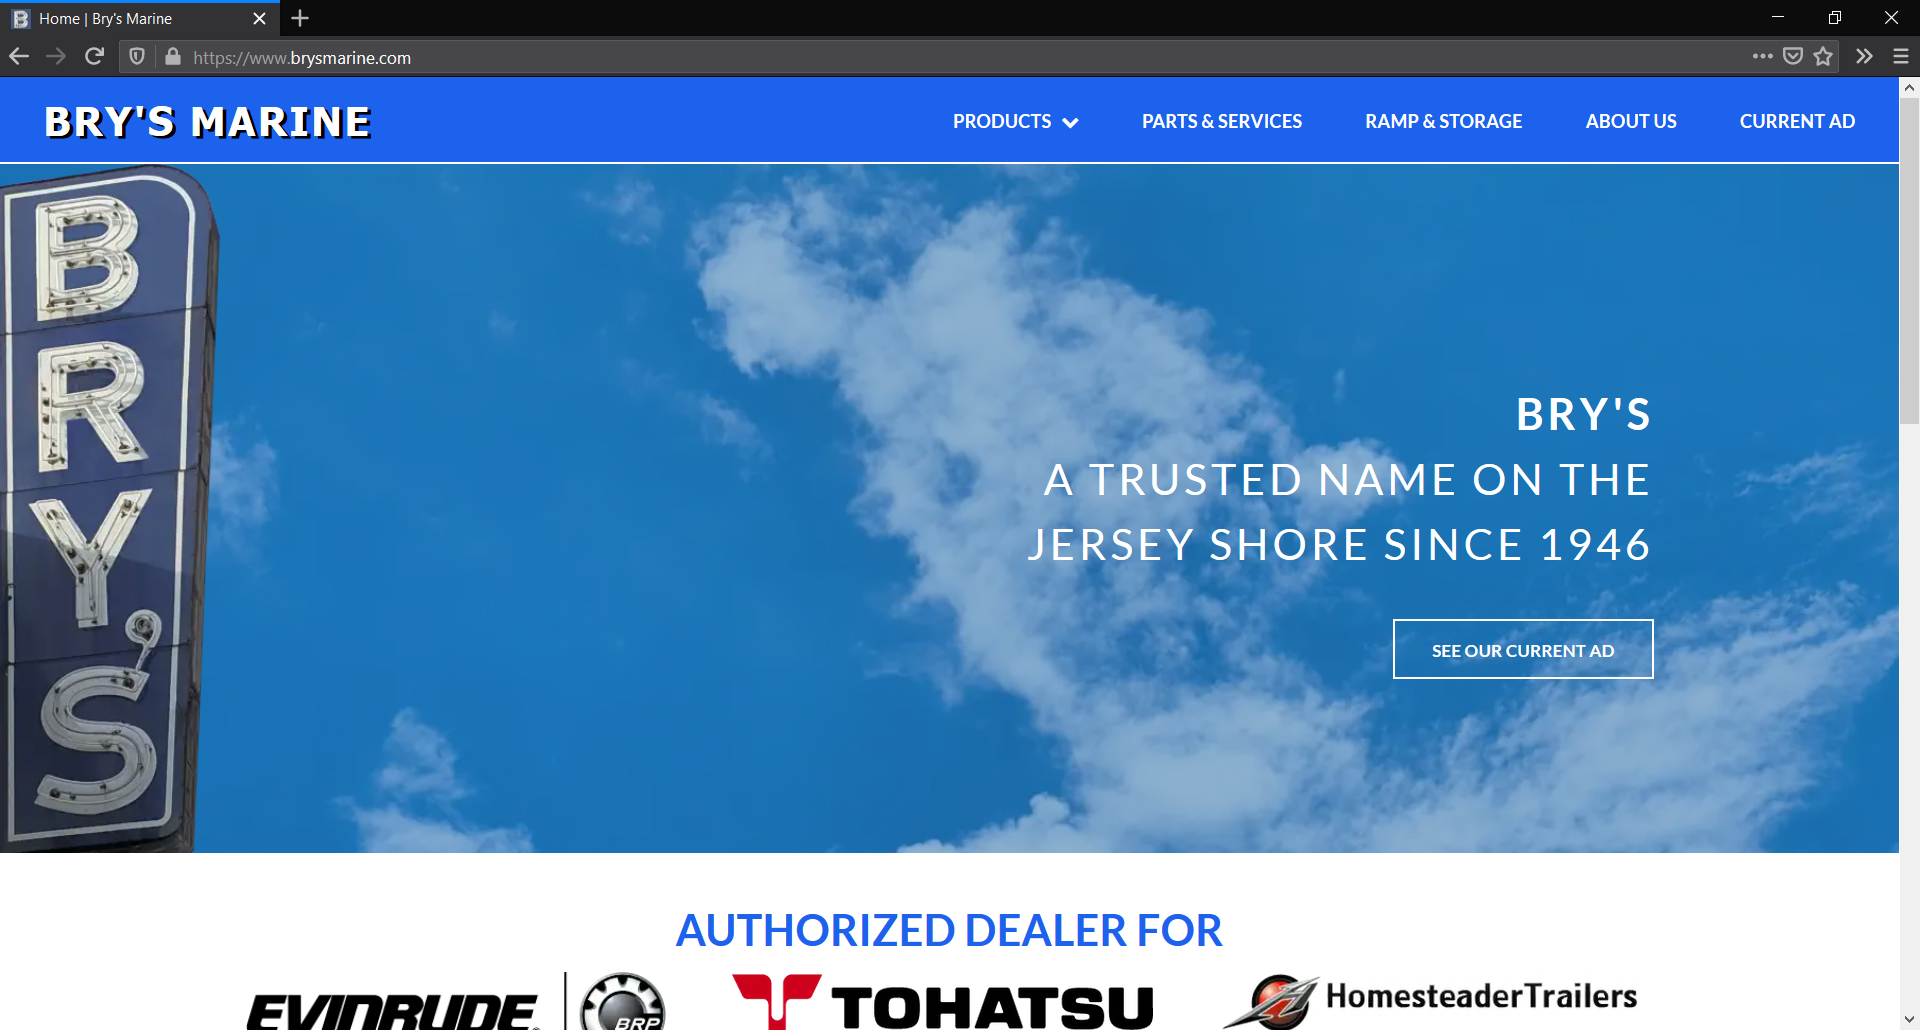 Home | Bry's Marine
https://www.brysmarine.com
BRY'S MARINE
PRODUCTS
PARTS & SERVICES
RAMP & STORAGE
ABOUT US
CURRENT AD
BRY'S
BRY'S
A TRUSTED NAME ON THE
JERSEY SHORE SINCE 1946
SEE OUR CURRENT AD
AUTHORIZED DEALER FOR
EVINRUDE
BRP
TOHATSU
HomesteaderTrailers